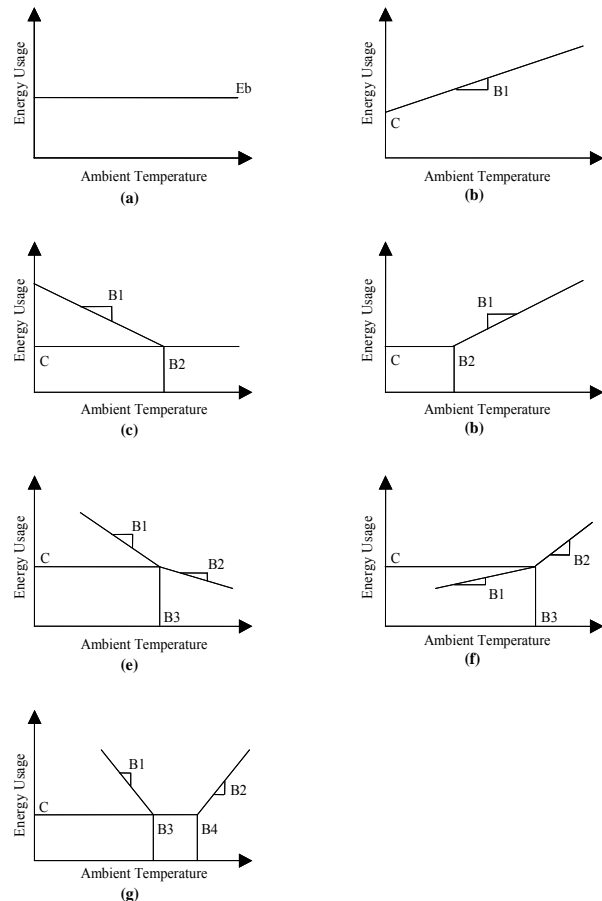 Energy Usage
Eb
Ambient Temperature
(a)
Energy Usage
B1
C
Ambient Temperature
(b)
Energy Usage
B1
C
B2
Ambient Temperature
(c)
Energy Usage
B1
C
B2
Ambient Temperature
(b)
Energy Usage
B1
C
B2
B3
Ambient Temperature
(e)
Energy Usage
C
B2
B1
B3
Ambient Temperature
(f)
Energy Usage
B1
B2
C
B3
B4
Ambient Temperature
(g)